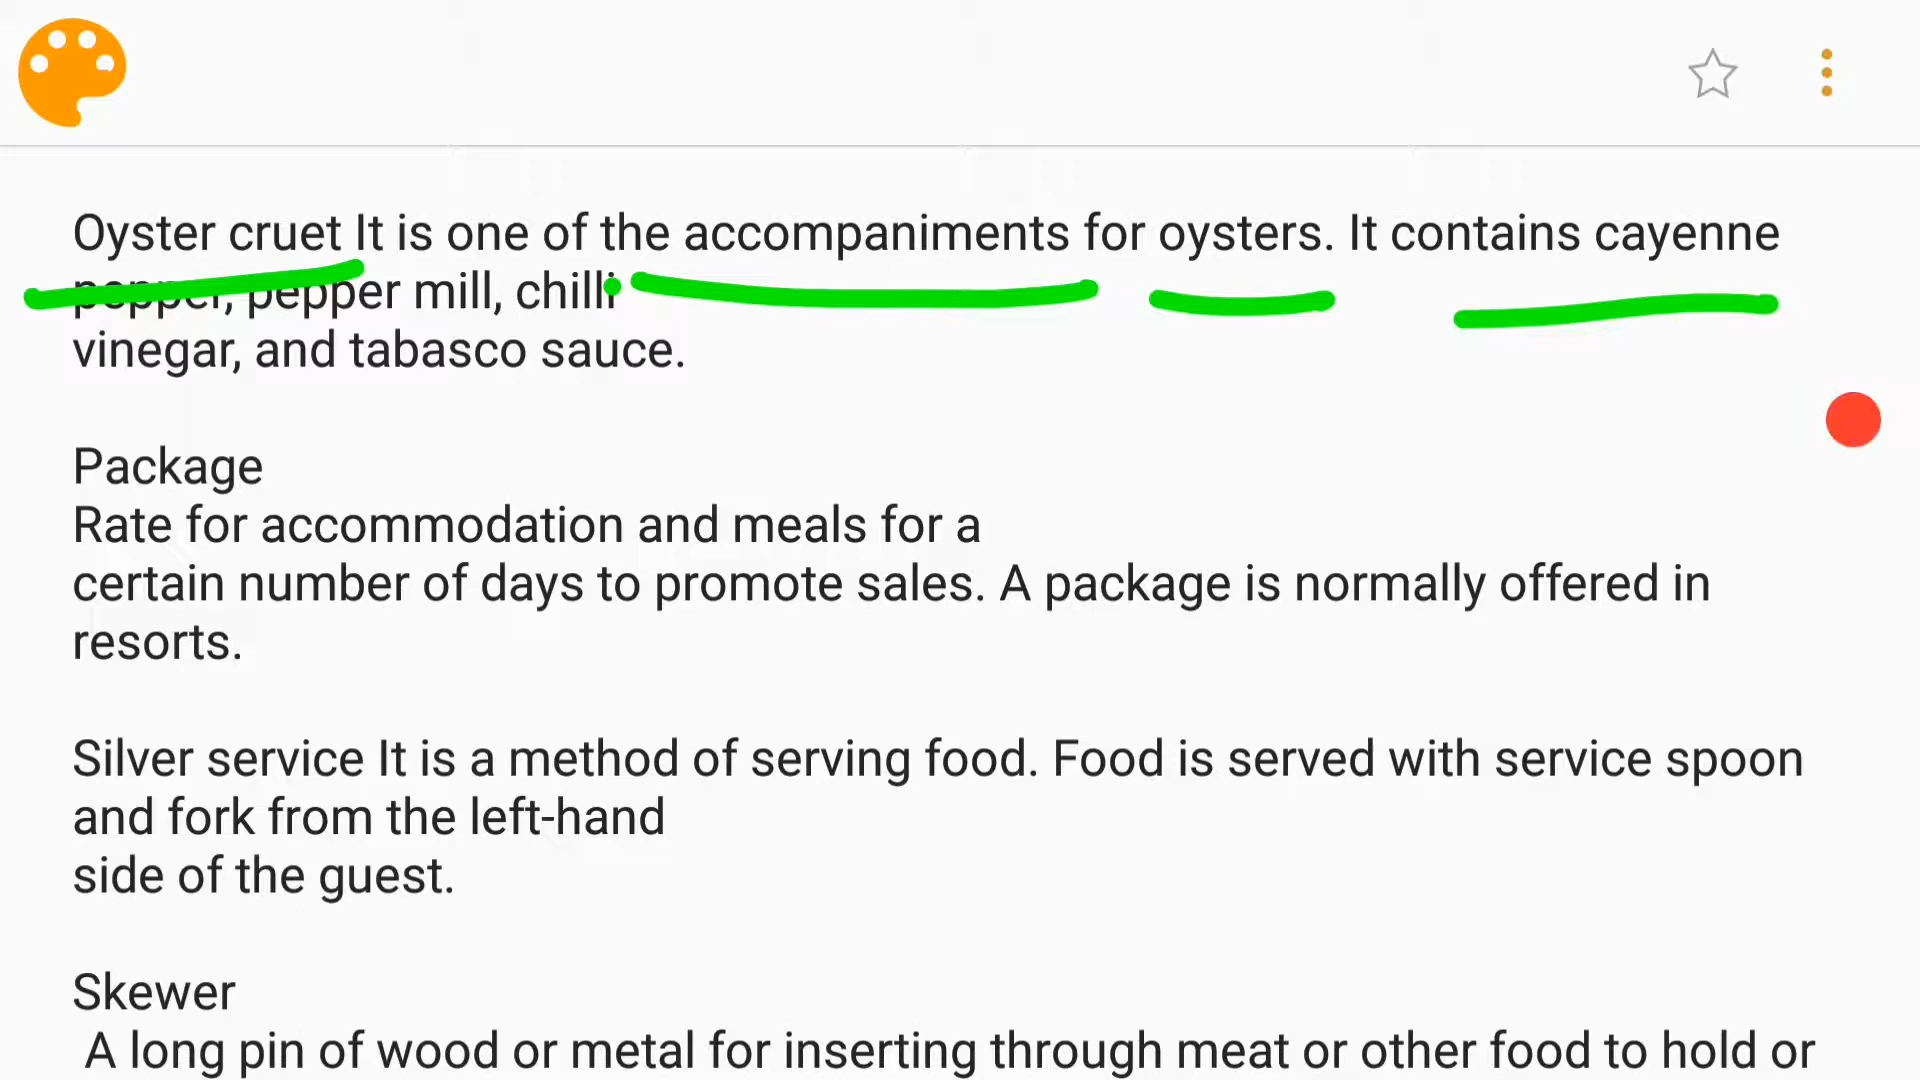 Oyster cruet It is one of the accompaniments for oysters. It contains cayenne
pepper, pepper mill, chilli
vinegar, and tabasco sauce.
Package
Rate for accommodation and meals for a
certain number of days to promote sales. A package is normally offered in
resorts.
Silver service It is a method of serving food. Food is served with service spoon
and fork from the left-hand
side of the guest.
Skewer
A long pin of wood or metal for inserting through meat or other food to hold or